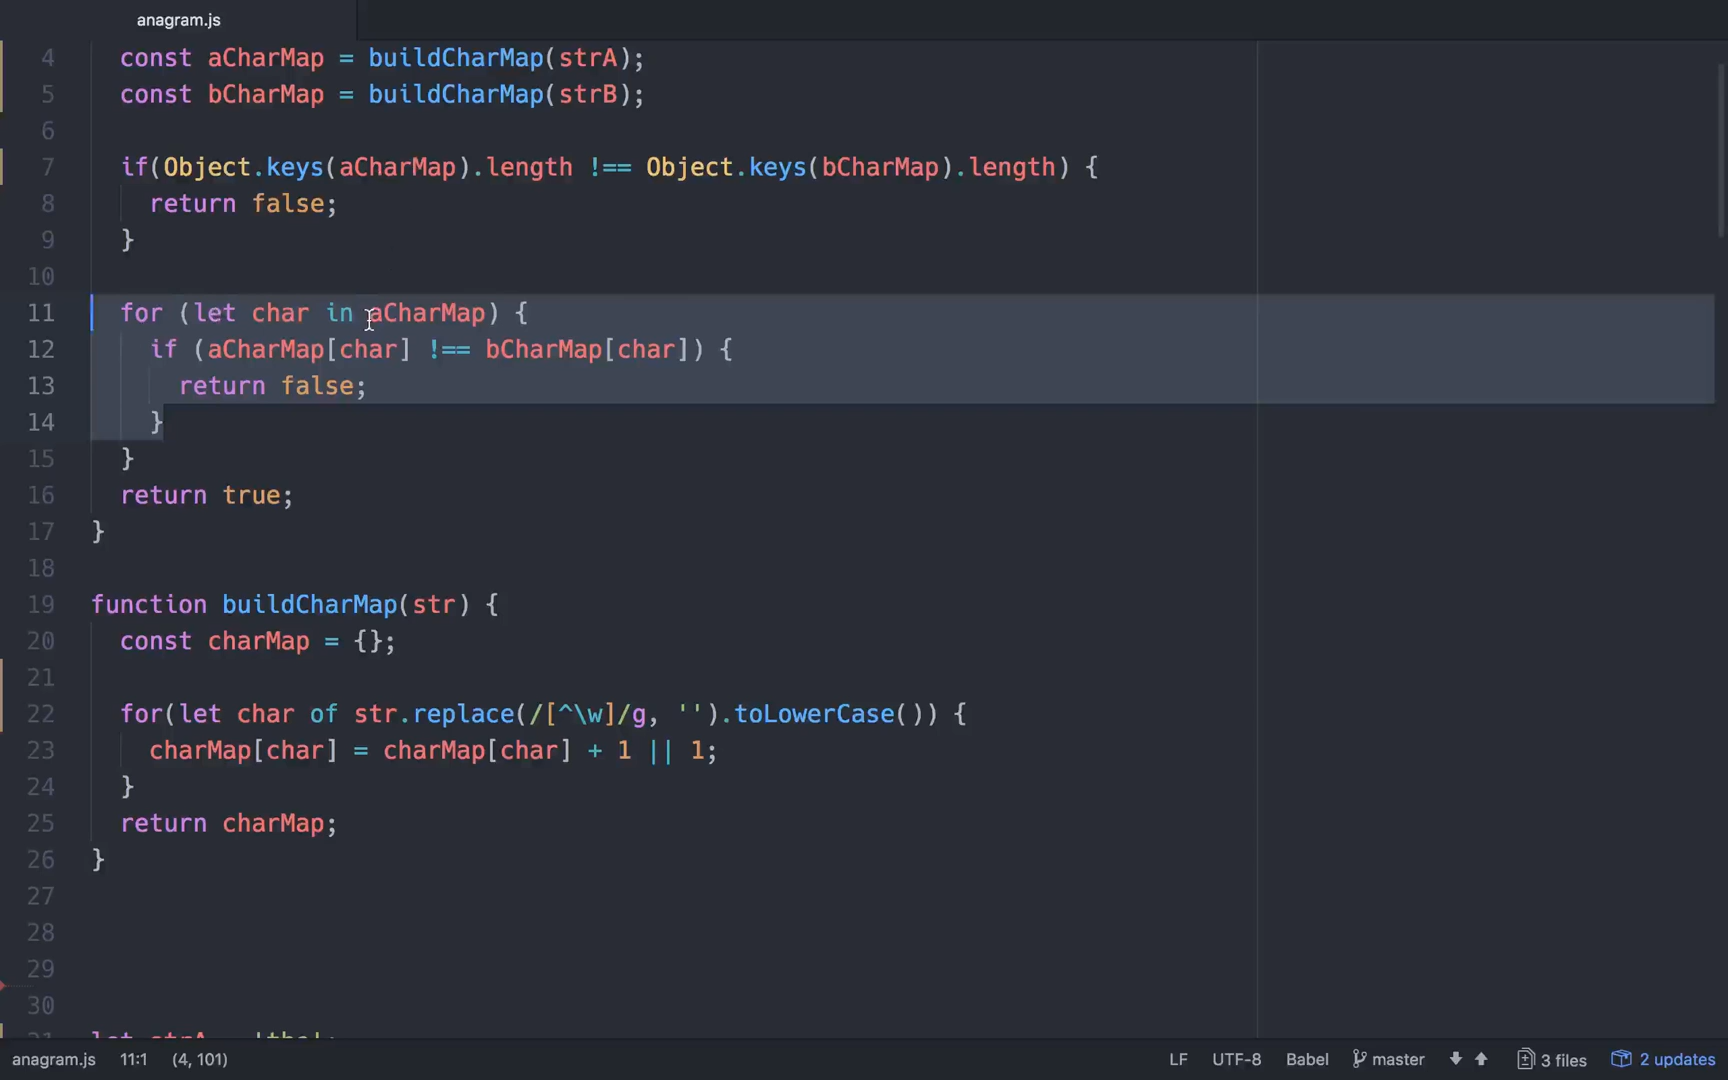 anagram.js
4 const aCharMap = buildCharMap(strA);
5 const bCharMap = buildCharMap(strB);
6
7 if(Object.keys(aCharMap).length !== Object.keys(bCharMap).length) {
8 return false;
9 }
10
11 for (let char in aCharMap) {
12 if (aCharMap[char] !== bCharMap[char]) {
13 return false;
14 }
15 }
16 return true;
17 }
18
19 function buildCharMap(str) {
20 const charMap = {};
21
22 for(let char of str.replace(/[^\w]/g, '').toLowerCase()) {
23 charMap[char] = charMap[char] + 1 || 1;
24 }
25 return charMap;
26 }
27
28
29
30
anagram.js 11:1 (4, 101) LF UTF-8 Babel master 3 files 2 updates